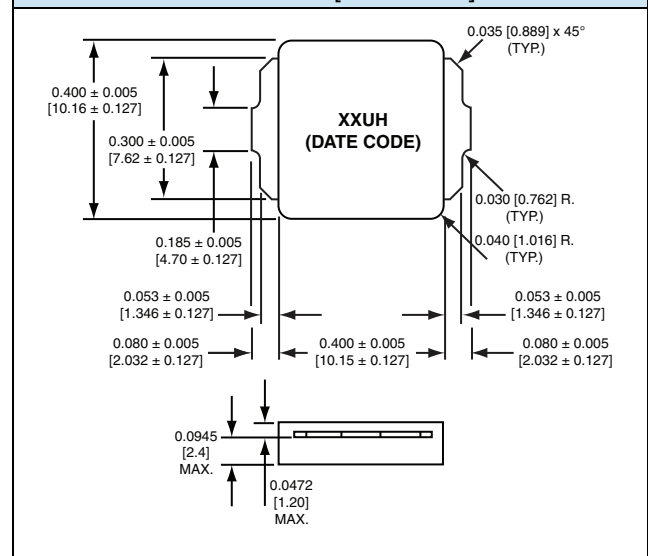 0.035 [0.889] x 45°
(TYP.)
0.400 ± 0.005
[10.16 ± 0.127]
0.300 ± 0.005
[7.62 ± 0.127]
XXUH
(DATE CODE)
0.030 [0.762] R.
(TYP.)
0.185 ± 0.005
[4.70 ± 0.127]
0.040 [1.016] R.
(TYP.)
0.053 ± 0.005
[1.346 ± 0.127]
0.053 ± 0.005
[1.346 ± 0.127]
0.080 ± 0.005
[2.032 ± 0.127]
0.400 ± 0.005
[10.15 ± 0.127]
0.080 ± 0.005
[2.032 ± 0.127]
0.0945
[2.4]
MAX.
0.0472
[1.20]
MAX.